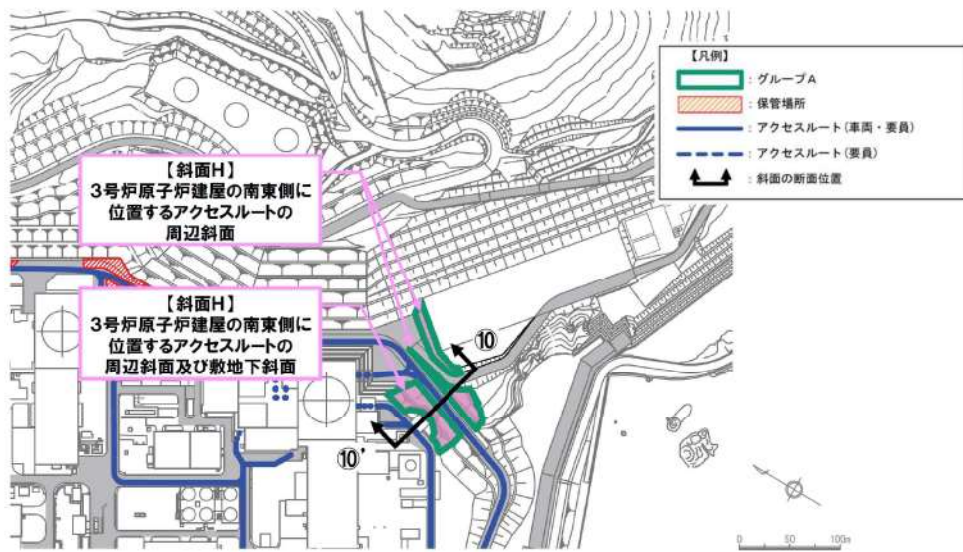 【凡例】
：グループA
：保管場所
：アクセスルート（車両・要員）
：アクセスルート（要員）
：斜面の断面位置
【斜面H】
3号炉原子炉建屋の南東側に
位置するアクセスルートの
周辺斜面
【斜面H】
3号炉原子炉建屋の南東側に
位置するアクセスルートの
周辺斜面及び敷地下斜面
⑩
⑩'
0 50 100m